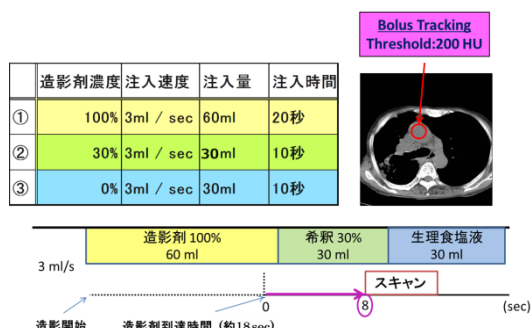 Bolus Tracking
Threshold:200 HU
造影剤濃度 注入速度 注入量 注入時間
① 100% 3ml / sec 60ml 20秒
② 30% 3ml / sec 30ml 10秒
③ 0% 3ml / sec 30ml 10秒
造影剤 100% 希釈 30% 生理食塩液
60 ml 30 ml 30 ml
3 ml/s
スキャン
0 8 (sec)
造影開始 造影剤到達時間 (約18sec)